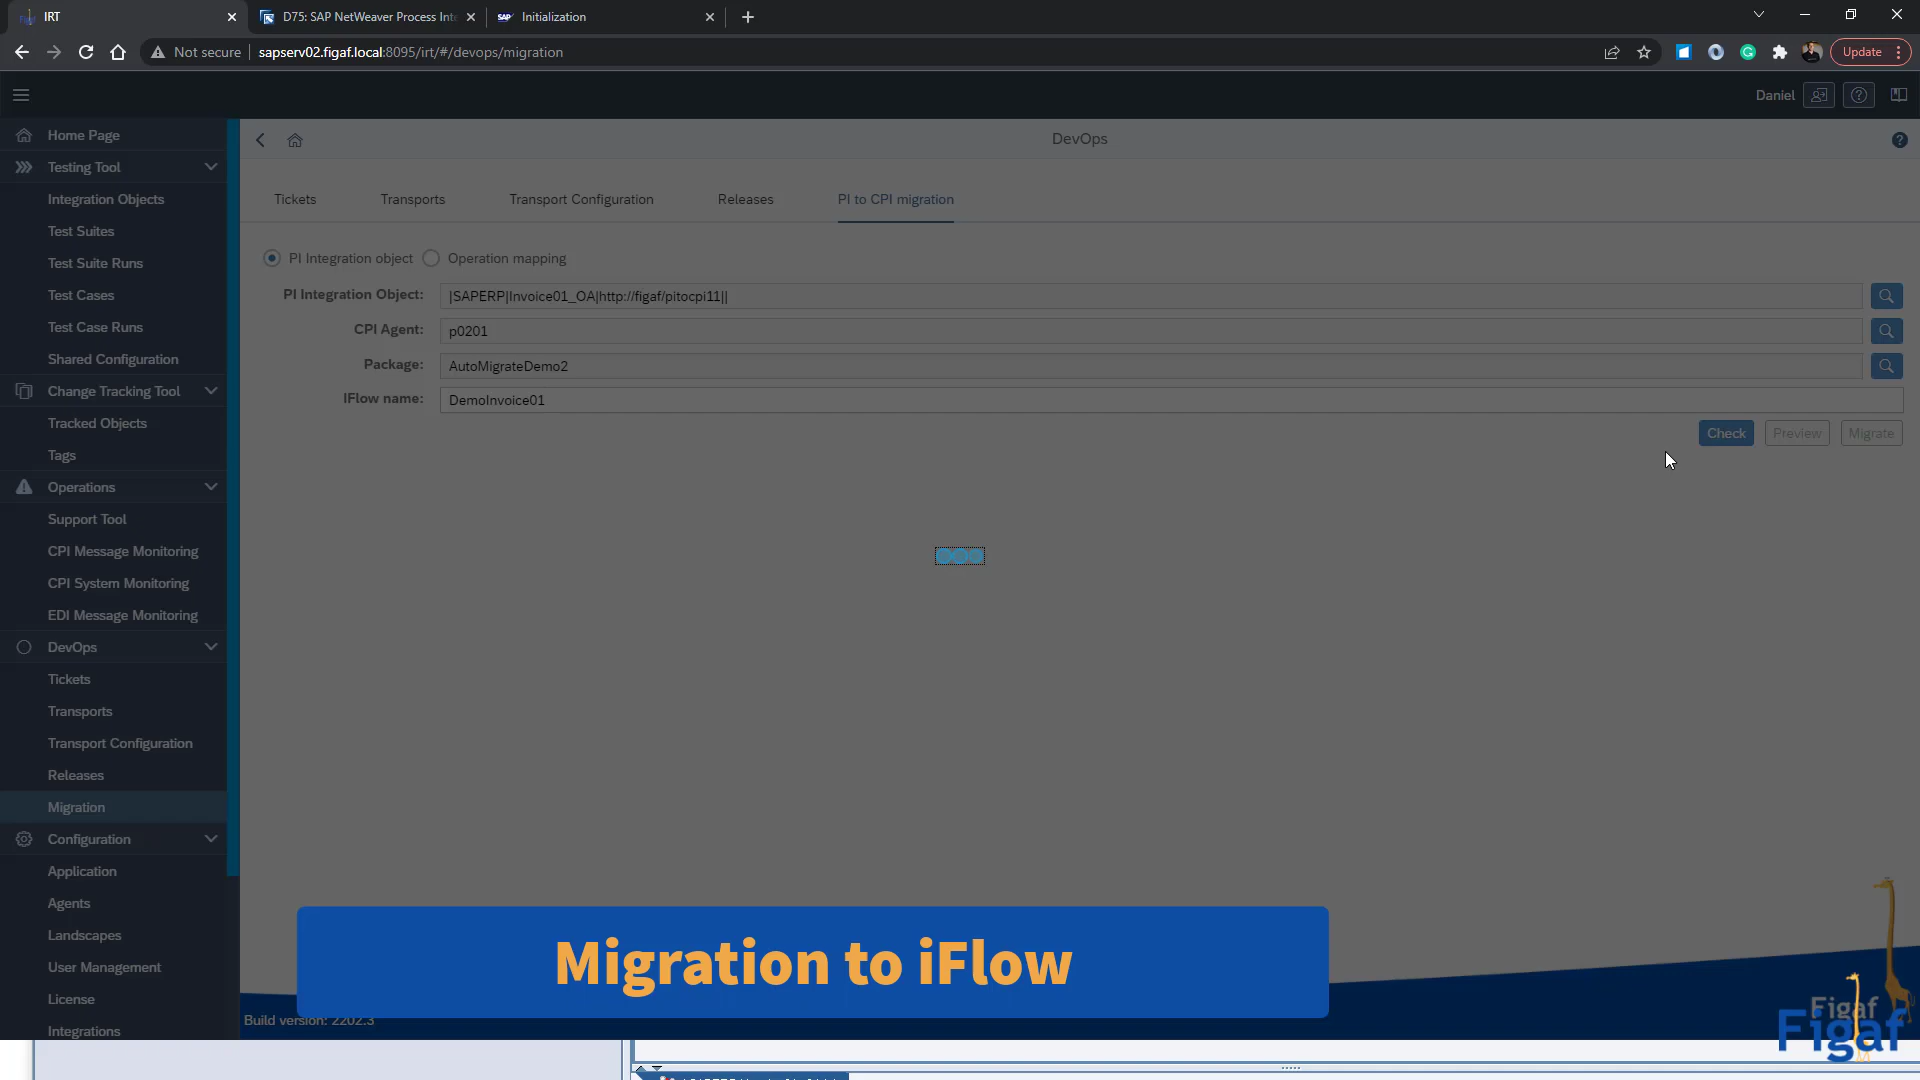 IRT
D75: SAP NetWeaver Process Inte
SAP
Initialization
Not secure
sapserv02.figaf.local:8095/irt/#/devops/migration
Update
Daniel
Home Page
Testing Tool
Integration Objects
Test Suites
Test Suite Runs
Test Cases
Test Case Runs
Shared Configuration
Change Tracking Tool
Tracked Objects
Tags
Operations
Support Tool
CPI Message Monitoring
CPI System Monitoring
EDI Message Monitoring
DevOps
Tickets
Transports
Transport Configuration
Releases
Migration
Configuration
Application
Agents
Landscapes
User Management
License
Integrations
DevOps
Tickets
Transports
Transport Configuration
Releases
PI to CPI migration
PI Integration object
Operation mapping
PI Integration Object:
|SAPERP|Invoice01_OA|http://figaf/pitocpi11||
CPI Agent:
p0201
Package:
AutoMigrateDemo2
IFlow name:
DemoInvoice01
Check
Preview
Migrate
Migration to iFlow
Build version: 2202.3
Figaf
Figaf